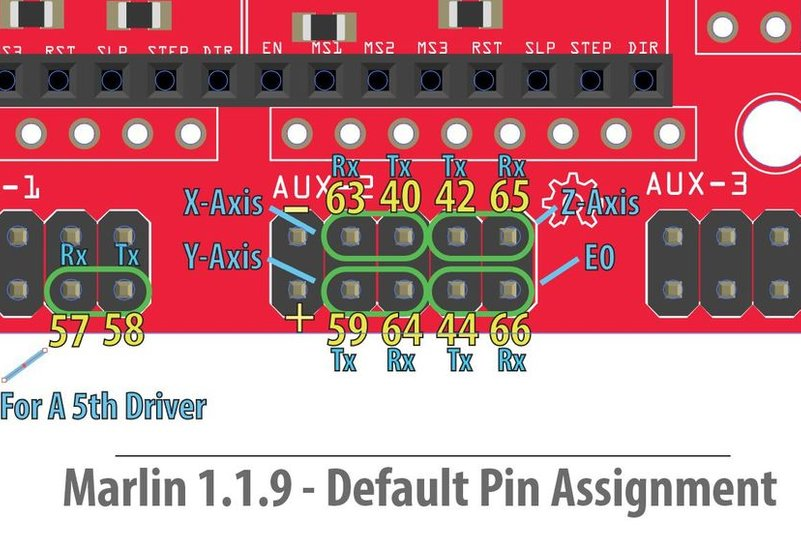 MS3 RST SLP STEP DIR EN MS1 MS2 MS3 RST SLP STEP DIR
Rx Tx Tx Rx
-1 AUX-2 AUX-3
X-Axis − 63 40 42 65 Z-Axis
Rx Tx Y-Axis E0
57 58 + 59 64 44 66
Tx Rx Tx Rx
For A 5th Driver
Marlin 1.1.9 - Default Pin Assignment